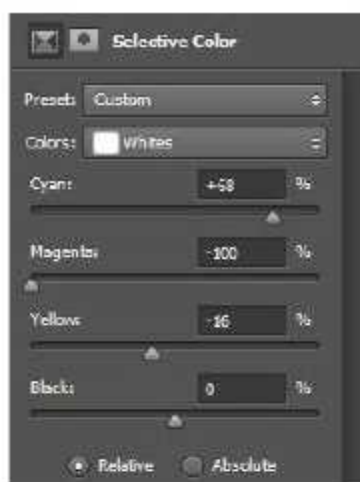 Selective Color
Preset: Custom
Colors: Whites
Cyan: +68 %
Magenta: -100 %
Yellow: -16 %
Black: 0 %
Relative Absolute